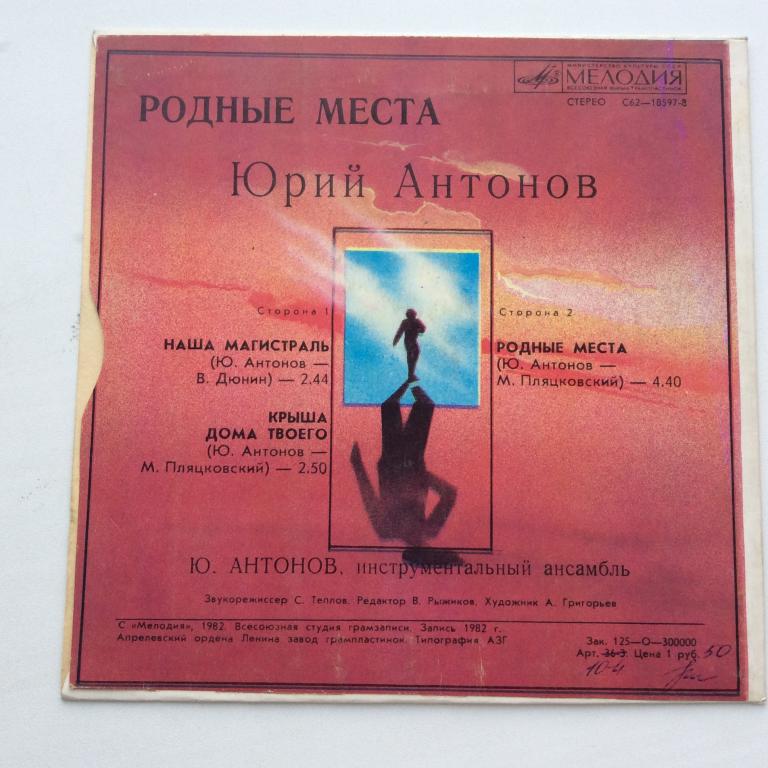 МИНИСТЕРСТВО КУЛЬТУРЫ СССР
МЕЛОДИЯ
ВСЕСОЮЗНАЯ ФИРМА ГРАМПЛАСТИНОК
СТЕРЕО С62—18597-8
РОДНЫЕ МЕСТА
Юрий Антонов
Сторона 1
НАША МАГИСТРАЛЬ
(Ю. Антонов —
В. Дюнин) — 2.44
КРЫША
ДОМА ТВОЕГО
(Ю. Антонов —
М. Пляцковский) — 2.50
Сторона 2
РОДНЫЕ МЕСТА
(Ю. Антонов —
М. Пляцковский) — 4.40
Ю. АНТОНОВ, инструментальный ансамбль
Звукорежиссер С. Теплов. Редактор В. Рыжиков. Художник А. Григорьев
С «Мелодия», 1982. Всесоюзная студия грамзаписи. Запись 1982 г.
Апрелевский ордена Ленина завод грампластинок. Типография АЗГ
Зак. 125—О—300000
Арт. 36-3. Цена 1 руб. 50
10-4